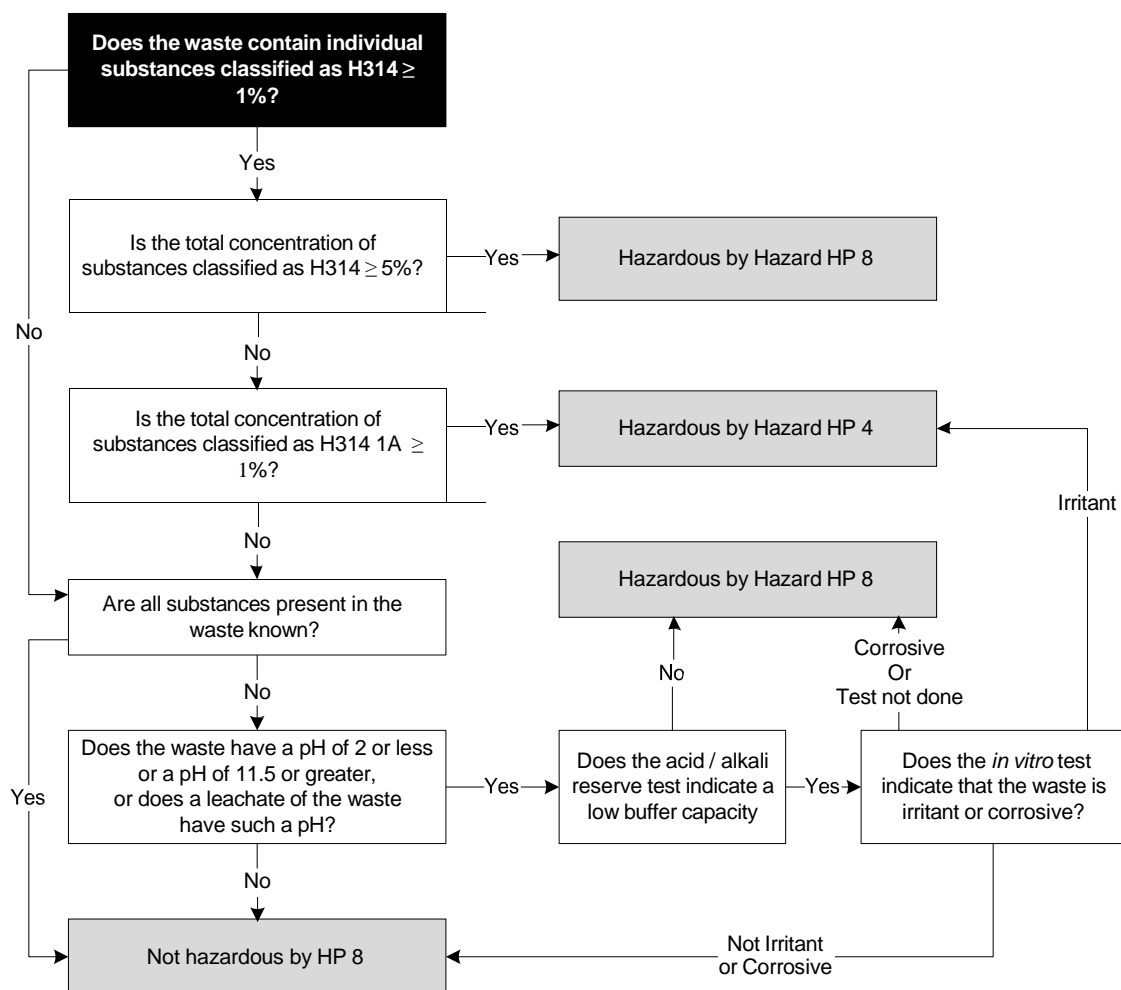 Does the waste contain individual
substances classified as H314 ≥
1%?
Yes
Is the total concentration of
substances classified as H314 ≥ 5%?
Yes
Hazardous by Hazard HP 8
No
No
Is the total concentration of
substances classified as H314 1A ≥
1%?
Yes
Hazardous by Hazard HP 4
Irritant
No
Hazardous by Hazard HP 8
Are all substances present in the
waste known?
No
Corrosive
Or
Test not done
No
Does the waste have a pH of 2 or less
or a pH of 11.5 or greater,
or does a leachate of the waste
have such a pH?
Yes
Yes
Does the acid / alkali
reserve test indicate a
low buffer capacity
Yes
Does the in vitro test
indicate that the waste is
irritant or corrosive?
No
Not hazardous by HP 8
Not Irritant
or Corrosive